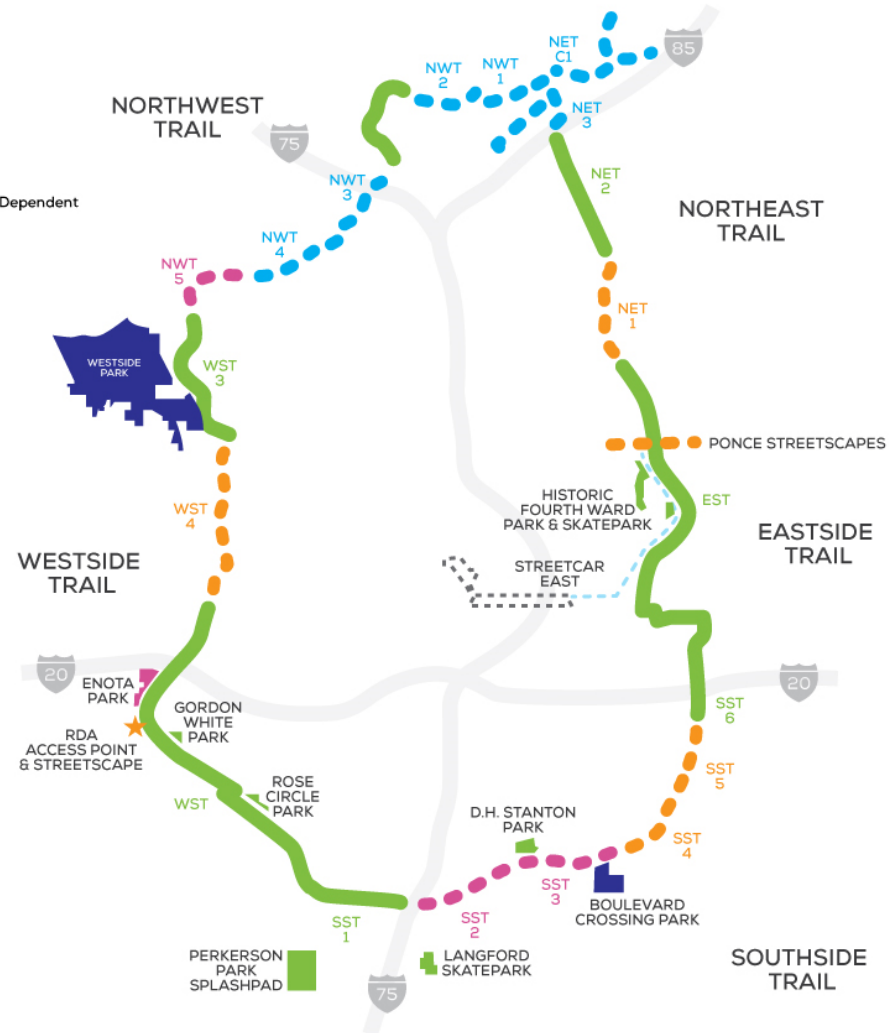 85
NET
C1
NWT
1
NWT
2
NORTHWEST
TRAIL
NET
3
75
NWT
3
NET
2
Dependent
NORTHEAST
TRAIL
NWT
4
NWT
5
NET
1
WESTSIDE
PARK
WST
3
PONCE STREETSCAPES
HISTORIC
FOURTH WARD
PARK & SKATEPARK
EST
WST
4
EASTSIDE
TRAIL
WESTSIDE
TRAIL
STREETCAR
EAST
20
20
ENOTA
PARK
GORDON
WHITE
PARK
SST
6
RDA
ACCESS POINT
& STREETSCAPE
SST
5
ROSE
CIRCLE
PARK
WST
D.H. STANTON
PARK
SST
4
SST
3
BOULEVARD
CROSSING PARK
SST
2
SST
1
PERKERSON
PARK
SPLASHPAD
LANGFORD
SKATEPARK
SOUTHSIDE
TRAIL
75